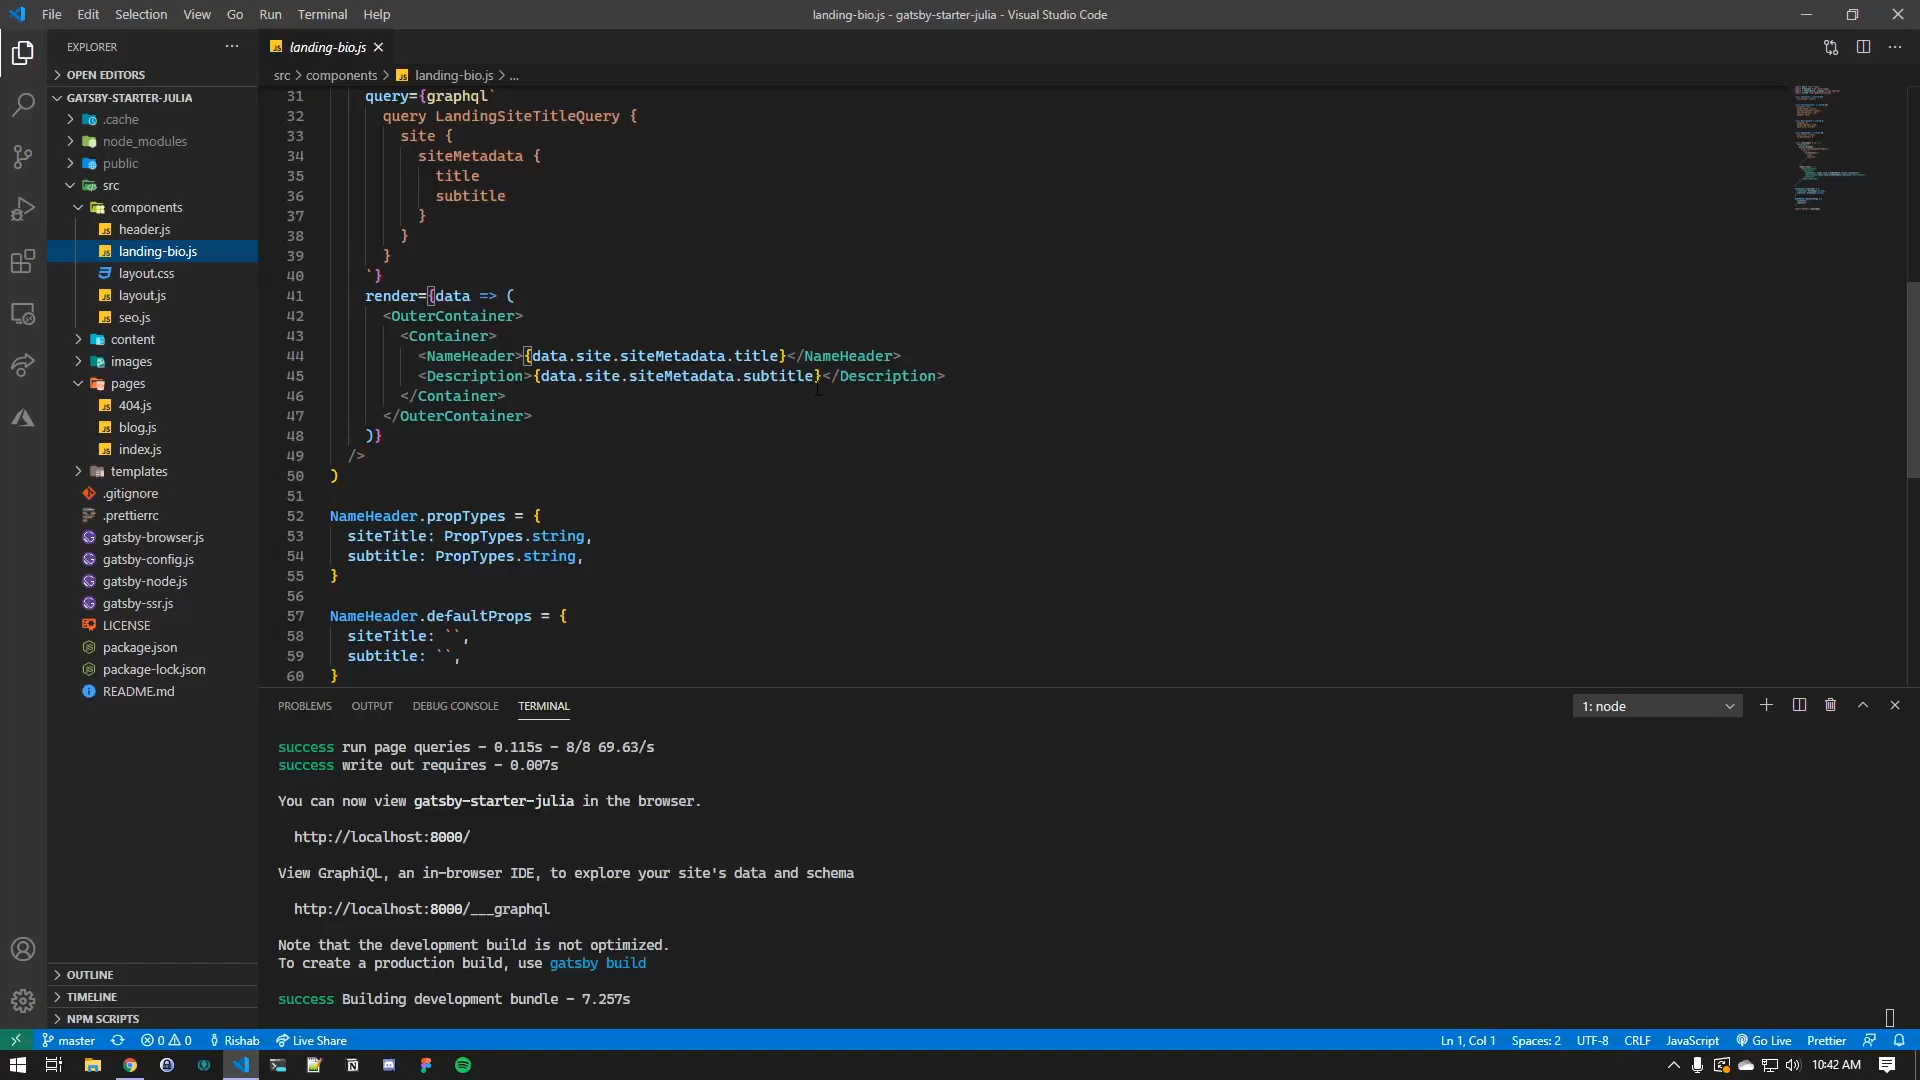 File Edit Selection View Go Run Terminal Help
landing-bio.js - gatsby-starter-julia - Visual Studio Code
EXPLORER
OPEN EDITORS
GATSBY-STARTER-JULIA
.cache
node_modules
public
src
components
header.js
landing-bio.js
layout.css
layout.js
seo.js
content
images
pages
404.js
blog.js
index.js
templates
.gitignore
.prettierrc
gatsby-browser.js
gatsby-config.js
gatsby-node.js
gatsby-ssr.js
LICENSE
package.json
package-lock.json
README.md
OUTLINE
TIMELINE
NPM SCRIPTS
landing-bio.js
src > components > landing-bio.js > ...
31 query={graphql`
32 query LandingSiteTitleQuery {
33 site {
34 siteMetadata {
35 title
36 subtitle
37 }
38 }
39 }
40 `}
41 render={data => (
42 <OuterContainer>
43 <Container>
44 <NameHeader>{data.site.siteMetadata.title}</NameHeader>
45 <Description>{data.site.siteMetadata.subtitle}</Description>
46 </Container>
47 </OuterContainer>
48 )}
49 />
50 )
51
52 NameHeader.propTypes = {
53 siteTitle: PropTypes.string,
54 subtitle: PropTypes.string,
55 }
56
57 NameHeader.defaultProps = {
58 siteTitle: ``,
59 subtitle: ``,
60 }
PROBLEMS OUTPUT DEBUG CONSOLE TERMINAL
1: node
success run page queries - 0.115s - 8/8 69.63/s
success write out requires - 0.007s
You can now view gatsby-starter-julia in the browser.
http://localhost:8000/
View GraphiQL, an in-browser IDE, to explore your site's data and schema
http://localhost:8000/___graphql
Note that the development build is not optimized.
To create a production build, use gatsby build
success Building development bundle - 7.257s
master 0 0 Rishab Live Share
Ln 1, Col 1 Spaces: 2 UTF-8 CRLF JavaScript Go Live Prettier
10:42 AM